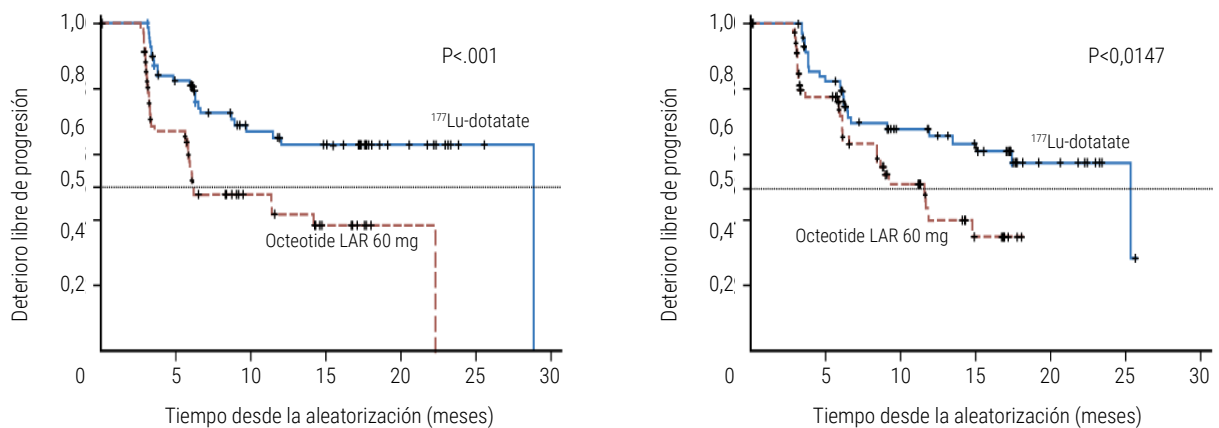 Deterioro libre de progresión
1,0
0,8
0,6
0,5
0,4
0,2
0
5
10
15
20
25
30
P<.001
¹⁷⁷Lu-dotatate
Octeotide LAR 60 mg
Tiempo desde la aleatorización (meses)
Deterioro libre de progresión
1,0
0,8
0,6
0,5
0,4
0,2
0
5
10
15
20
25
30
P<0,0147
¹⁷⁷Lu-dotatate
Octeotide LAR 60 mg
Tiempo desde la aleatorización (meses)